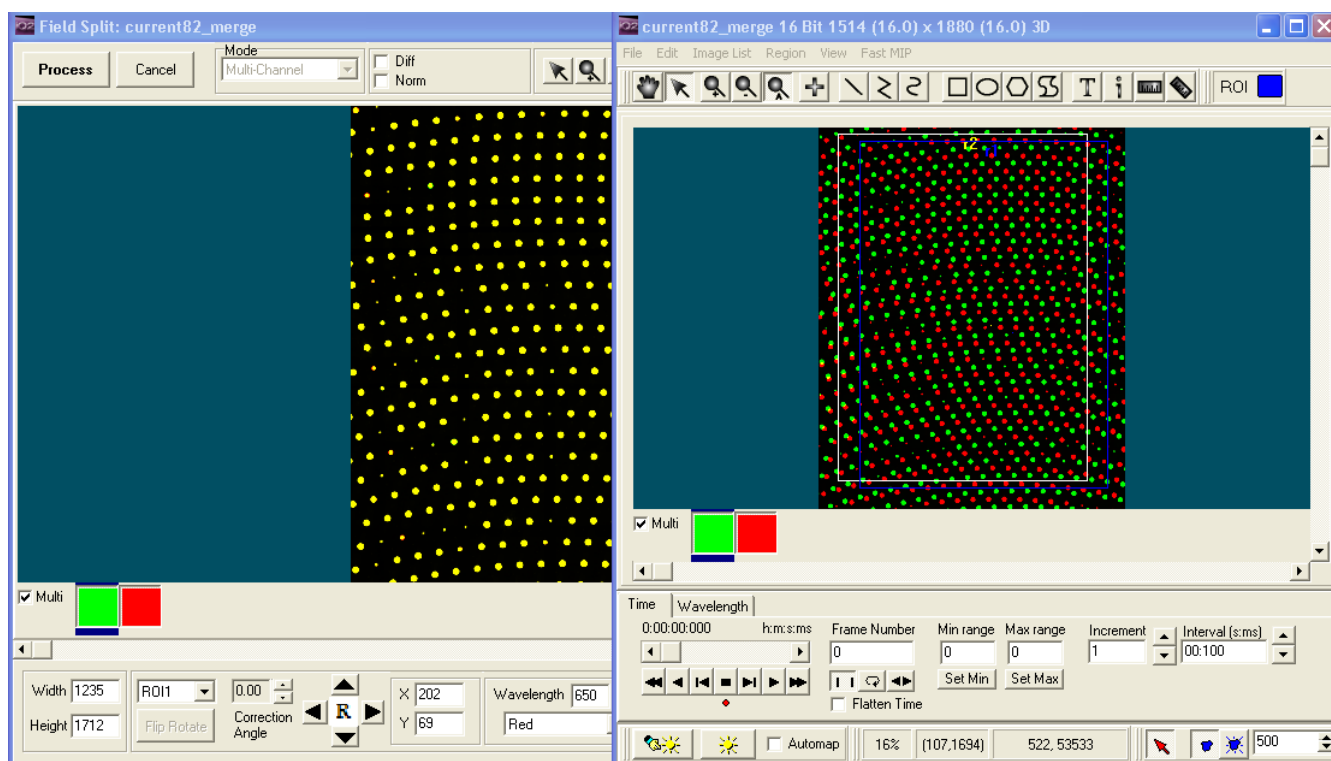 Field Split: current82_merge
Process
Cancel
Mode
Multi-Channel
Diff
Norm
Multi
Width 1235
Height 1712
ROI1
Flip Rotate
0.00
Correction
Angle
R
X 202
Y 69
Wavelength 650
Red
current82_merge 16 Bit 1514 (16.0) x 1880 (16.0) 3D
File Edit Image List Region View Fast MIP
T i ROI
r2
Multi
Time Wavelength
0:00:00:000 h:m:s:ms Frame Number Min range Max range Increment Interval (s:ms)
0 0 0 1 00:100
Set Min Set Max
Flatten Time
Automap 16% (107,1694) 522, 53533 500